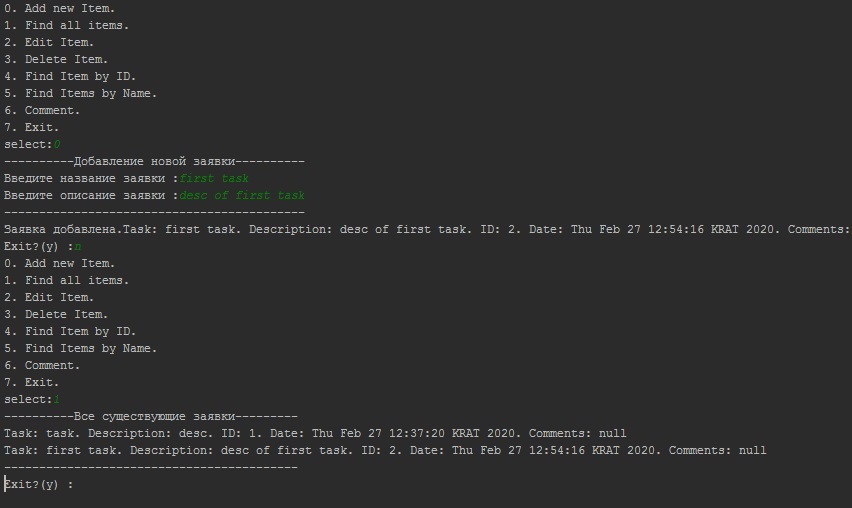 0. Add new Item.
1. Find all items.
2. Edit Item.
3. Delete Item.
4. Find Item by ID.
5. Find Items by Name.
6. Comment.
7. Exit.
select:0
----------Добавление новой заявки----------
Введите название заявки :first task
Введите описание заявки :desc of first task
-------------------------------------------
Заявка добавлена.Task: first task. Description: desc of first task. ID: 2. Date: Thu Feb 27 12:54:16 KRAT 2020. Comments:
Exit?(y) :n
0. Add new Item.
1. Find all items.
2. Edit Item.
3. Delete Item.
4. Find Item by ID.
5. Find Items by Name.
6. Comment.
7. Exit.
select:1
----------Все существующие заявки---------
Task: task. Description: desc. ID: 1. Date: Thu Feb 27 12:37:20 KRAT 2020. Comments: null
Task: first task. Description: desc of first task. ID: 2. Date: Thu Feb 27 12:54:16 KRAT 2020. Comments: null
------------------------------------------
Exit?(y) :